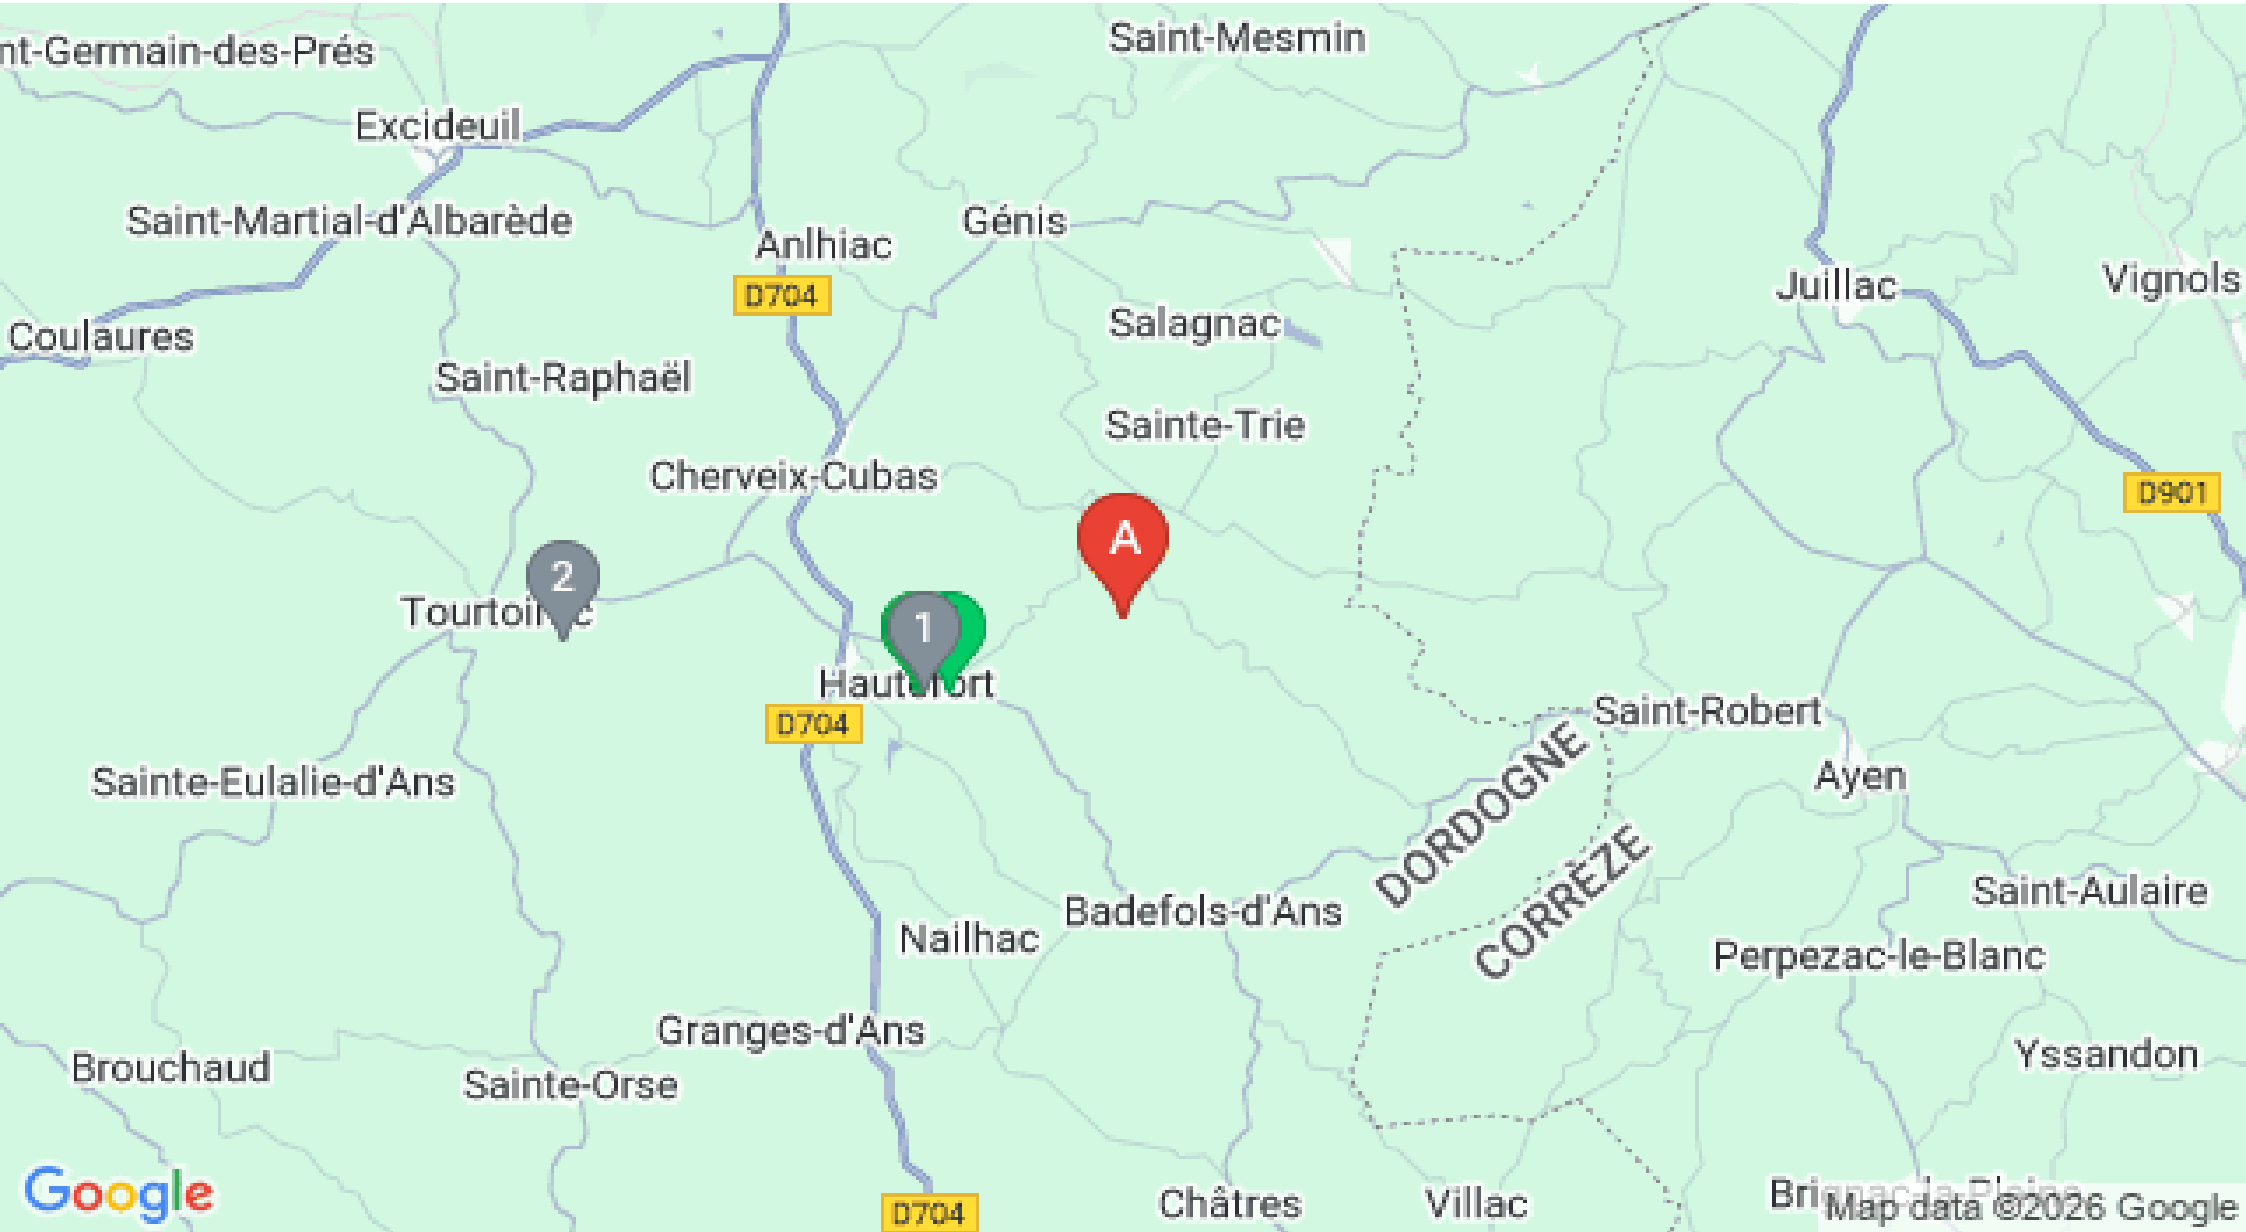 Saint-Mesmin
nt-Germain-des-Prés
Excideuil
Saint-Martial-d'Albarède
Génis
Anlhiac
D704
Juillac
Vignols
Coulaures
Salagnac
Saint-Raphaël
Sainte-Trie
Cherveix-Cubas
D901
A
2
1
Hautefort
D704
Saint-Robert
Sainte-Eulalie-d'Ans
Ayen
DORDOGNE
CORRÈZE
Saint-Aulaire
Badefols-d'Ans
Nailhac
Perpezac-le-Blanc
Granges-d'Ans
Yssandon
Brouchaud
Sainte-Orse
Google
Châtres
Villac
D704
Map data ©2026 Google